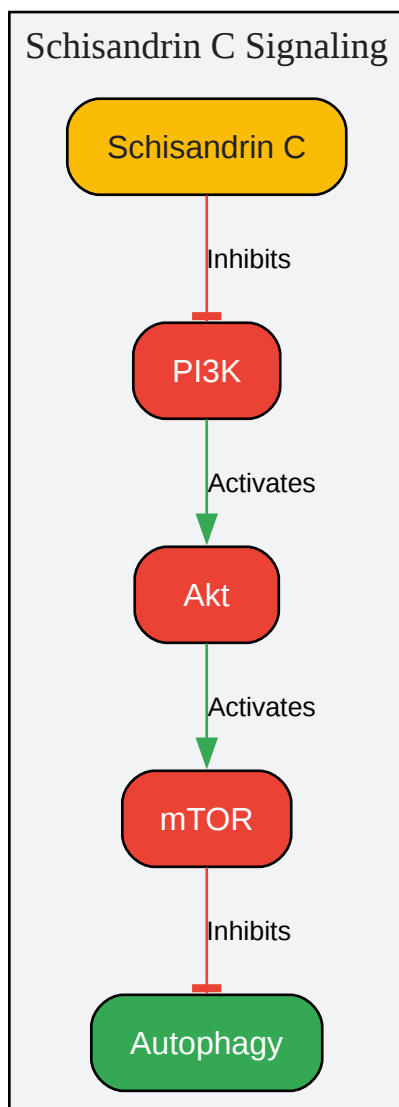 Schisandrin C Signaling
Schisandrin C
Inhibits
PI3K
Activates
Akt
Activates
mTOR
Inhibits
Autophagy